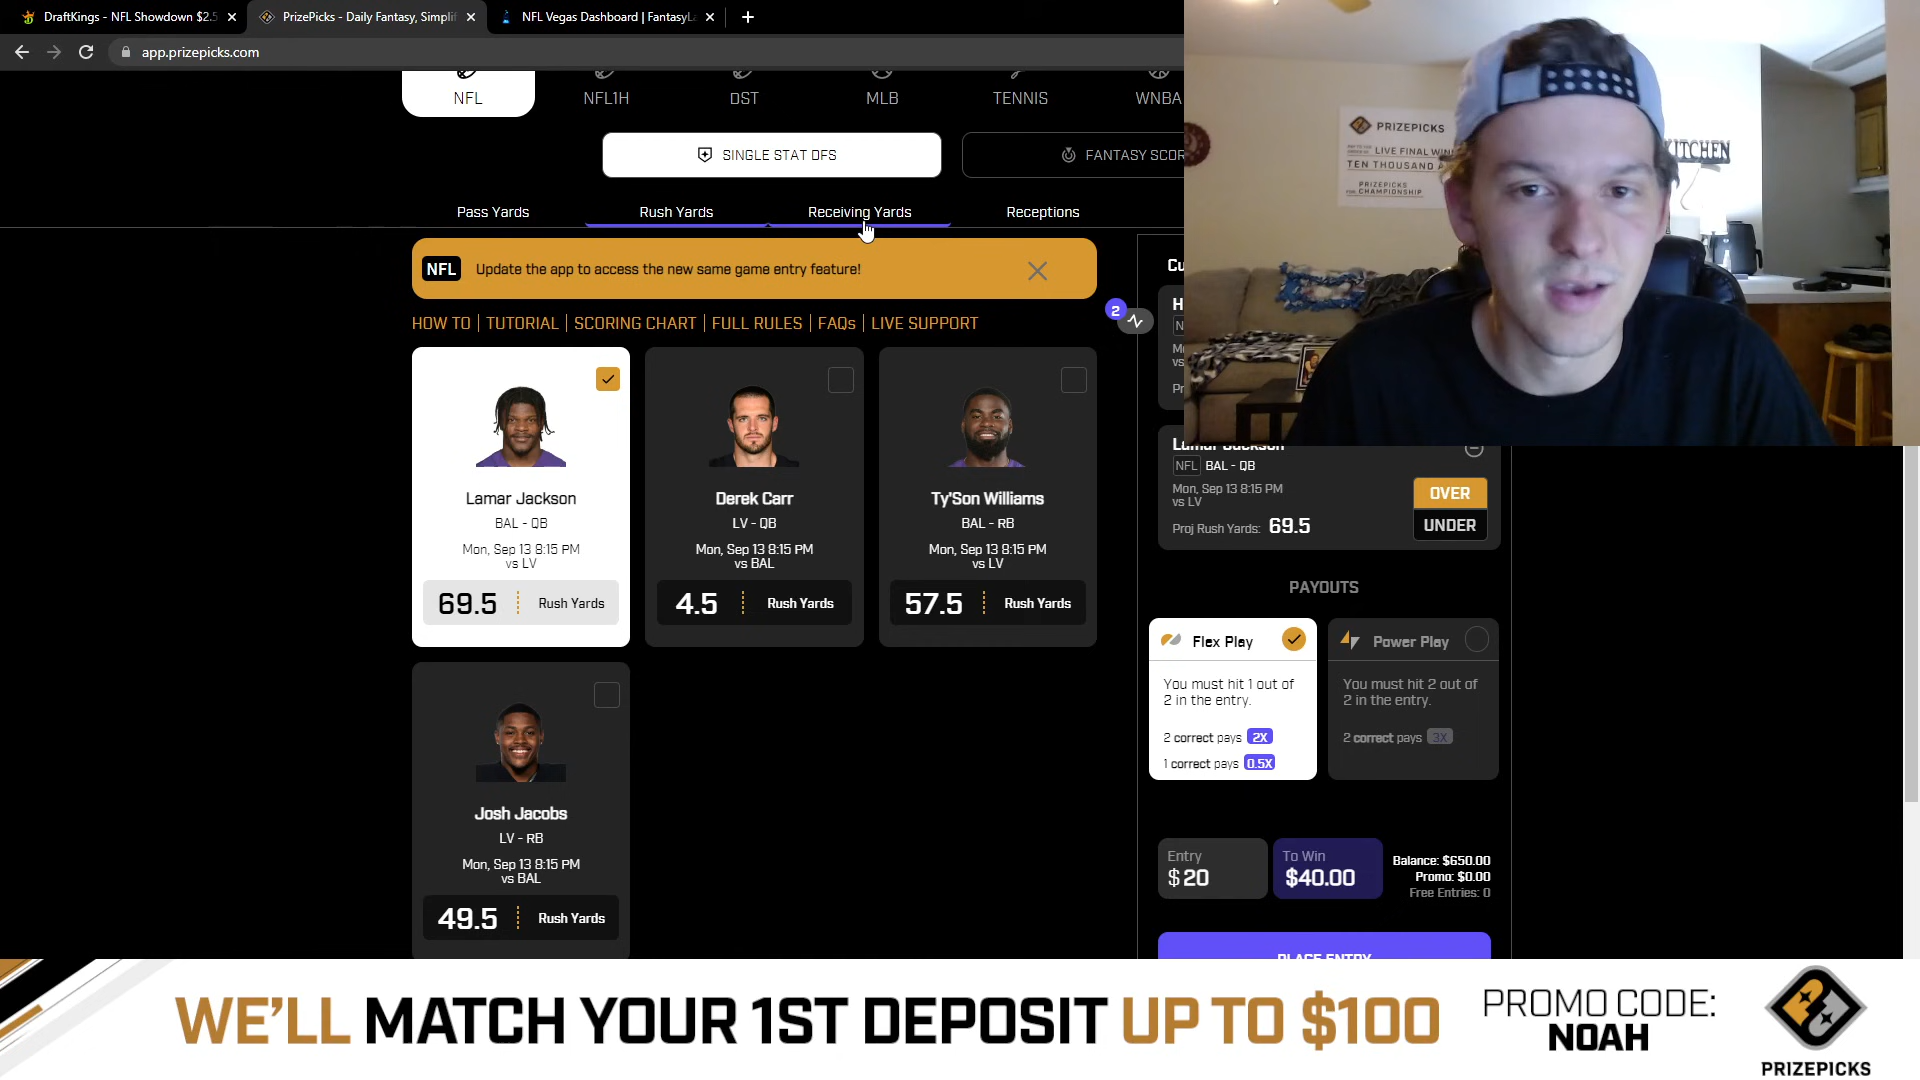 DraftKings - NFL Showdown $2.5
PrizePicks - Daily Fantasy, Simplif
NFL Vegas Dashboard | FantasyLa
app.prizepicks.com
NFL
NFL1H
DST
MLB
TENNIS
WNBA
SINGLE STAT DFS
FANTASY SCOR
Pass Yards
Rush Yards
Receiving Yards
Receptions
NFL Update the app to access the new same game entry feature!
HOW TO | TUTORIAL | SCORING CHART | FULL RULES | FAQs | LIVE SUPPORT
2
Lamar Jackson
BAL - QB
Mon, Sep 13 8:15 PM
vs LV
69.5 Rush Yards
Derek Carr
LV - QB
Mon, Sep 13 8:15 PM
vs BAL
4.5 Rush Yards
Ty'Son Williams
BAL - RB
Mon, Sep 13 8:15 PM
vs LV
57.5 Rush Yards
Josh Jacobs
LV - RB
Mon, Sep 13 8:15 PM
vs BAL
49.5 Rush Yards
Cu
H
N
Mo
vs
Pr
Lamar Jackson
NFL BAL - QB
Mon, Sep 13 8:15 PM
vs LV
Proj Rush Yards: 69.5
OVER
UNDER
PAYOUTS
Flex Play
You must hit 1 out of
2 in the entry.
2 correct pays 2X
1 correct pays 0.5X
Power Play
You must hit 2 out of
2 in the entry.
2 correct pays 3X
Entry
$20
To Win
$40.00
Balance: $650.00
Promo: $0.00
Free Entries: 0
PLACE ENTRY
PRIZEPICKS
LIVE FINAL WIN
TEN THOUSAND
PRIZEPICKS
CHAMPIONSHIP
KITCHEN
WE'LL MATCH YOUR 1ST DEPOSIT UP TO $100
PROMO CODE:
NOAH
PRIZEPICKS